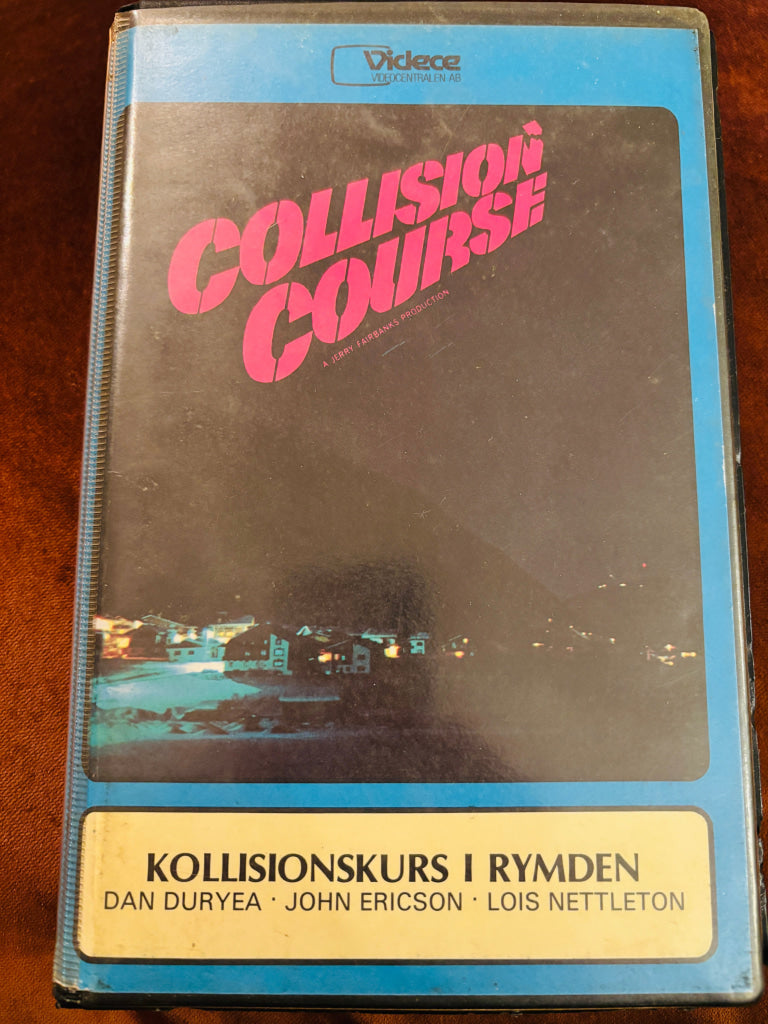 Videce
VIDEOCENTRALEN AB
COLLISION
COURSE
A JERRY FAIRBANKS PRODUCTION
KOLLISIONSKURS I RYMDEN
DAN DURYEA · JOHN ERICSON · LOIS NETTLETON